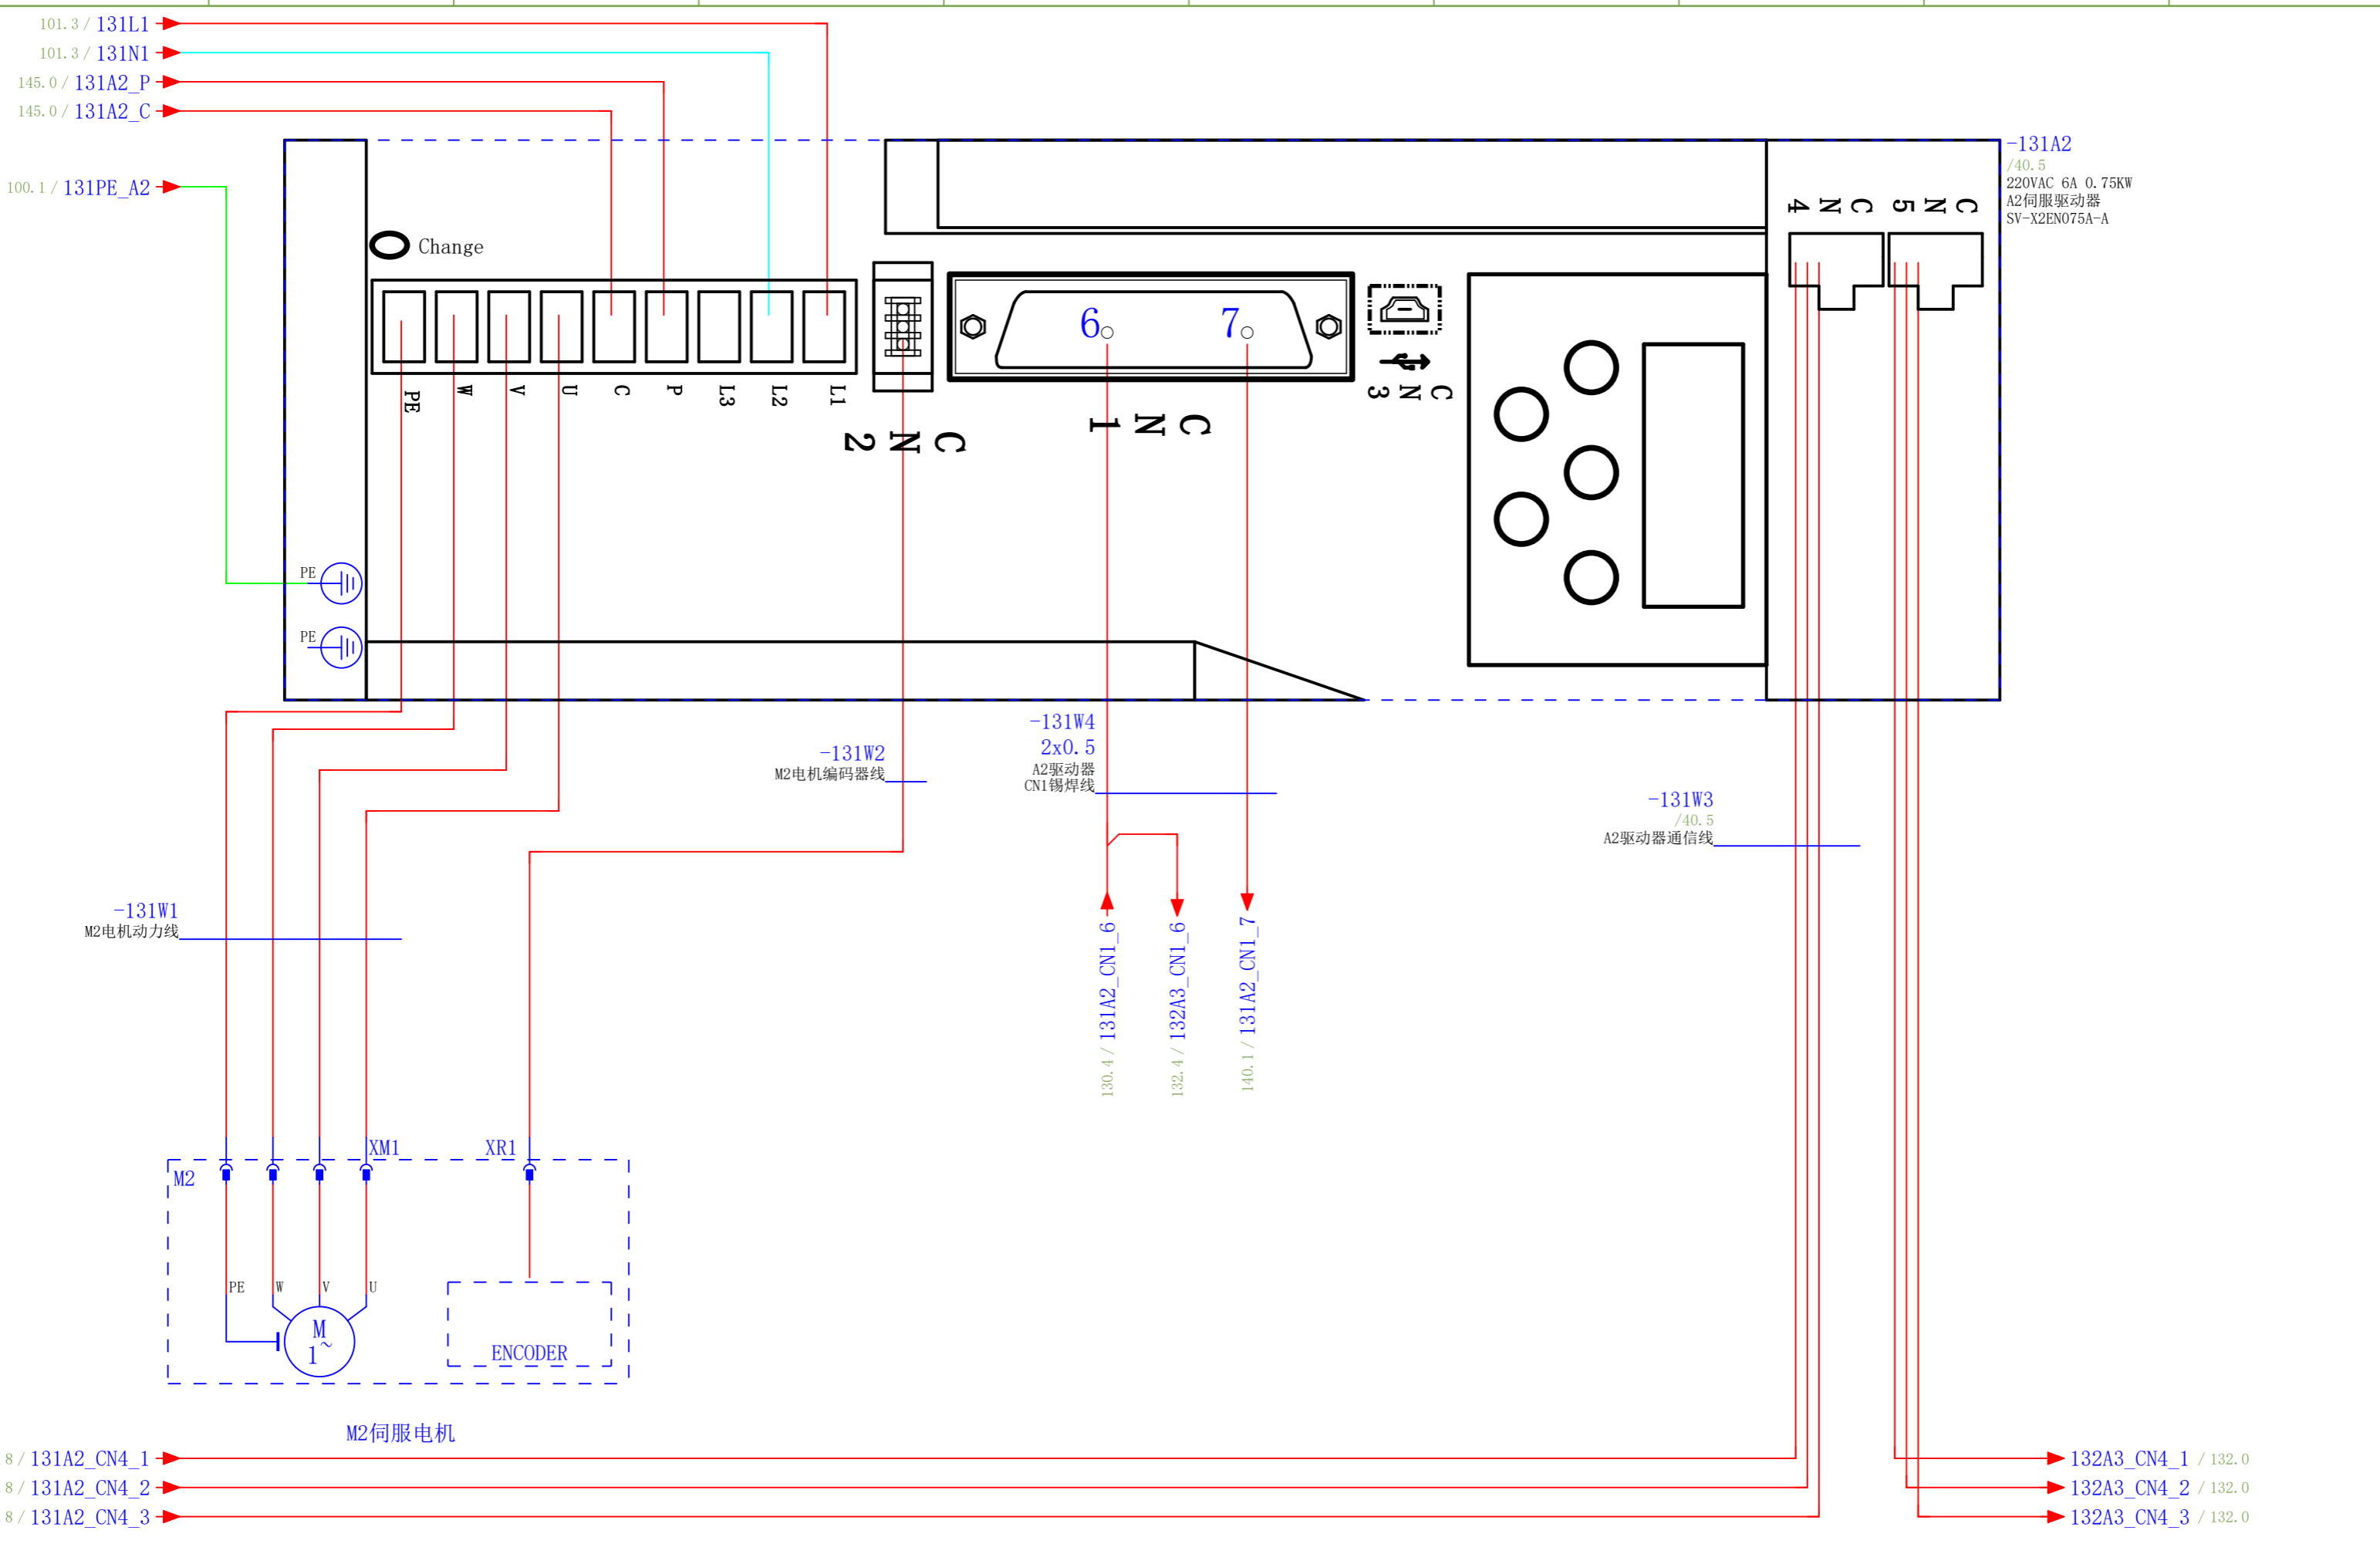 101.3 / 131L1
101.3 / 131N1
145.0 / 131A2_P
145.0 / 131A2_C
100.1 / 131PE_A2
-131A2
/40.5
220VAC 6A 0.75KW
A2伺服驱动器
SV-X2EN075A-A
Change
PE
W
V
U
C
P
L3
L2
L1
CN2
6
7
CN1
CN3
CN4
CN5
PE
PE
-131W2
M2电机编码器线
-131W4
2x0.5
A2驱动器
CN1锡焊线
-131W3
/40.5
A2驱动器通信线
-131W1
M2电机动力线
130.4 / 131A2_CN1_6
132.4 / 132A3_CN1_6
140.1 / 131A2_CN1_7
M2
XM1
XR1
PE
W
V
U
M
1~
ENCODER
M2伺服电机
8 / 131A2_CN4_1
8 / 131A2_CN4_2
8 / 131A2_CN4_3
132A3_CN4_1 / 132.0
132A3_CN4_2 / 132.0
132A3_CN4_3 / 132.0